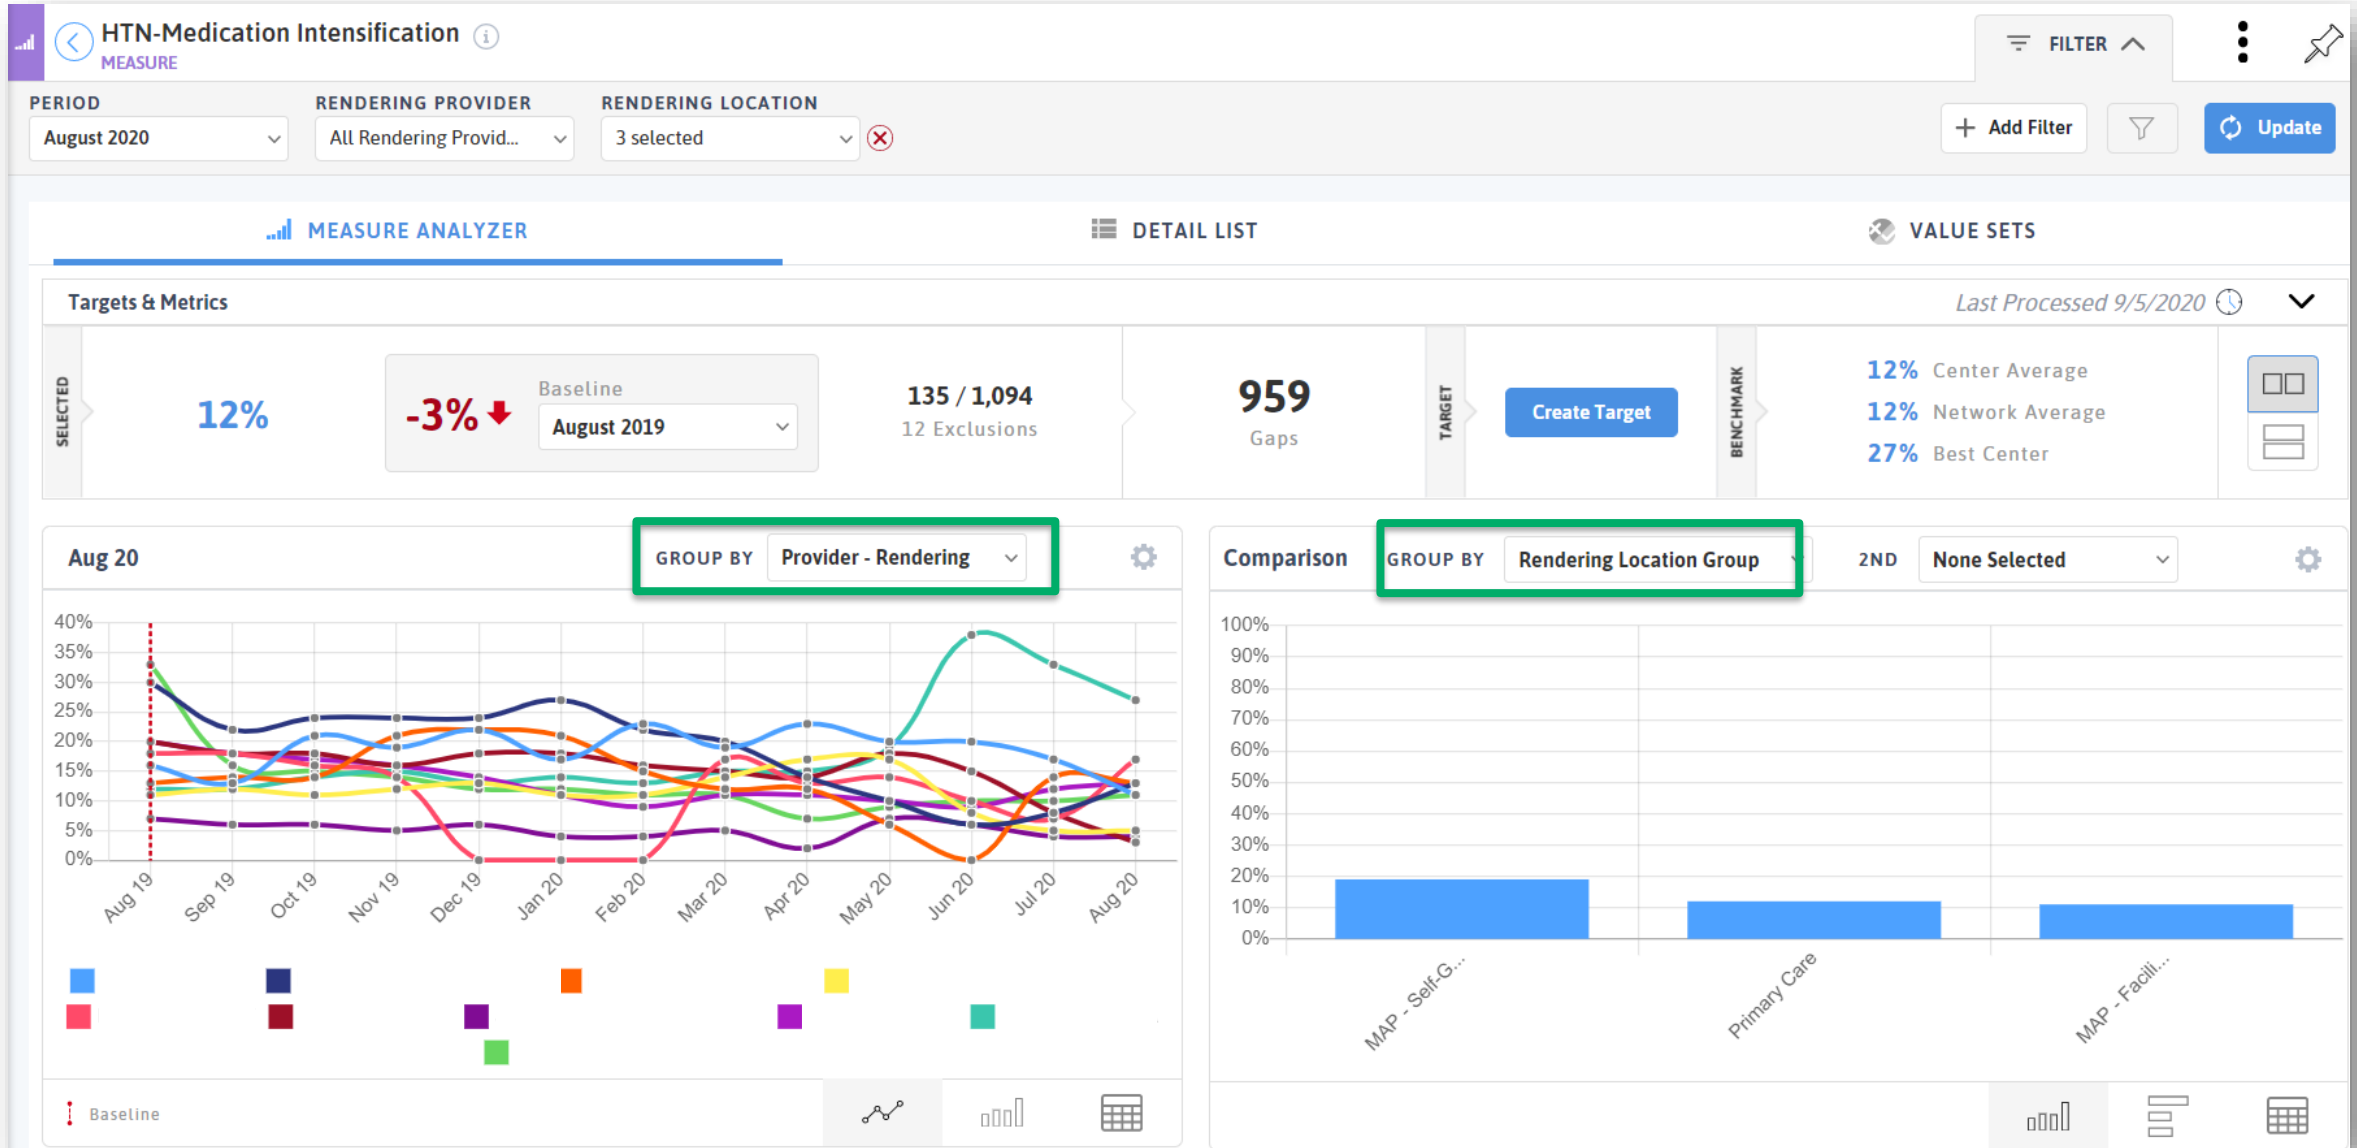 HTN-Medication Intensification
MEASURE
FILTER
PERIOD
RENDERING PROVIDER
RENDERING LOCATION
August 2020
All Rendering Provid...
3 selected
Add Filter
Update
MEASURE ANALYZER
DETAIL LIST
VALUE SETS
Targets & Metrics
Last Processed 9/5/2020
SELECTED
12%
-3%
Baseline
August 2019
135 / 1,094
12 Exclusions
959
Gaps
TARGET
Create Target
BENCHMARK
12% Center Average
12% Network Average
27% Best Center
Aug 20
GROUP BY
Provider - Rendering
40%
35%
30%
25%
20%
15%
10%
5%
0%
Aug 19
Sep 19
Oct 19
Nov 19
Dec 19
Jan 20
Feb 20
Mar 20
Apr 20
May 20
Jun 20
Jul 20
Aug 20
Baseline
Comparison
GROUP BY
Rendering Location Group
2ND
None Selected
100%
90%
80%
70%
60%
50%
40%
30%
20%
10%
0%
MAP - Self-G...
Primary Care
MAP - Facili...